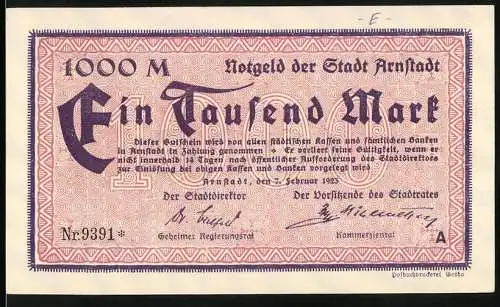 - E -
1000 M Notgeld der Stadt Arnstadt
Ein Tausend Mark
Dieser Gutschein wird von allen städtischen Kassen und sämtlichen Banken
in Arnstadt in Zahlung genommen + Er verliert seine Gültigkeit, wenn er
nicht innerhalb 14 Tagen nach öffentlicher Aufforderung des Stadtdirektors
zur Einlösung bei obigen Kassen und Banken vorgelegt wird
Arnstadt, den 7. Februar 1923
Der Stadtdirektor Der Vorsitzende des Stadtrates
Nr. 9391* Geheimer Regierungsrat Kommerzienrat A
Hofbuchdruckerei Gotha